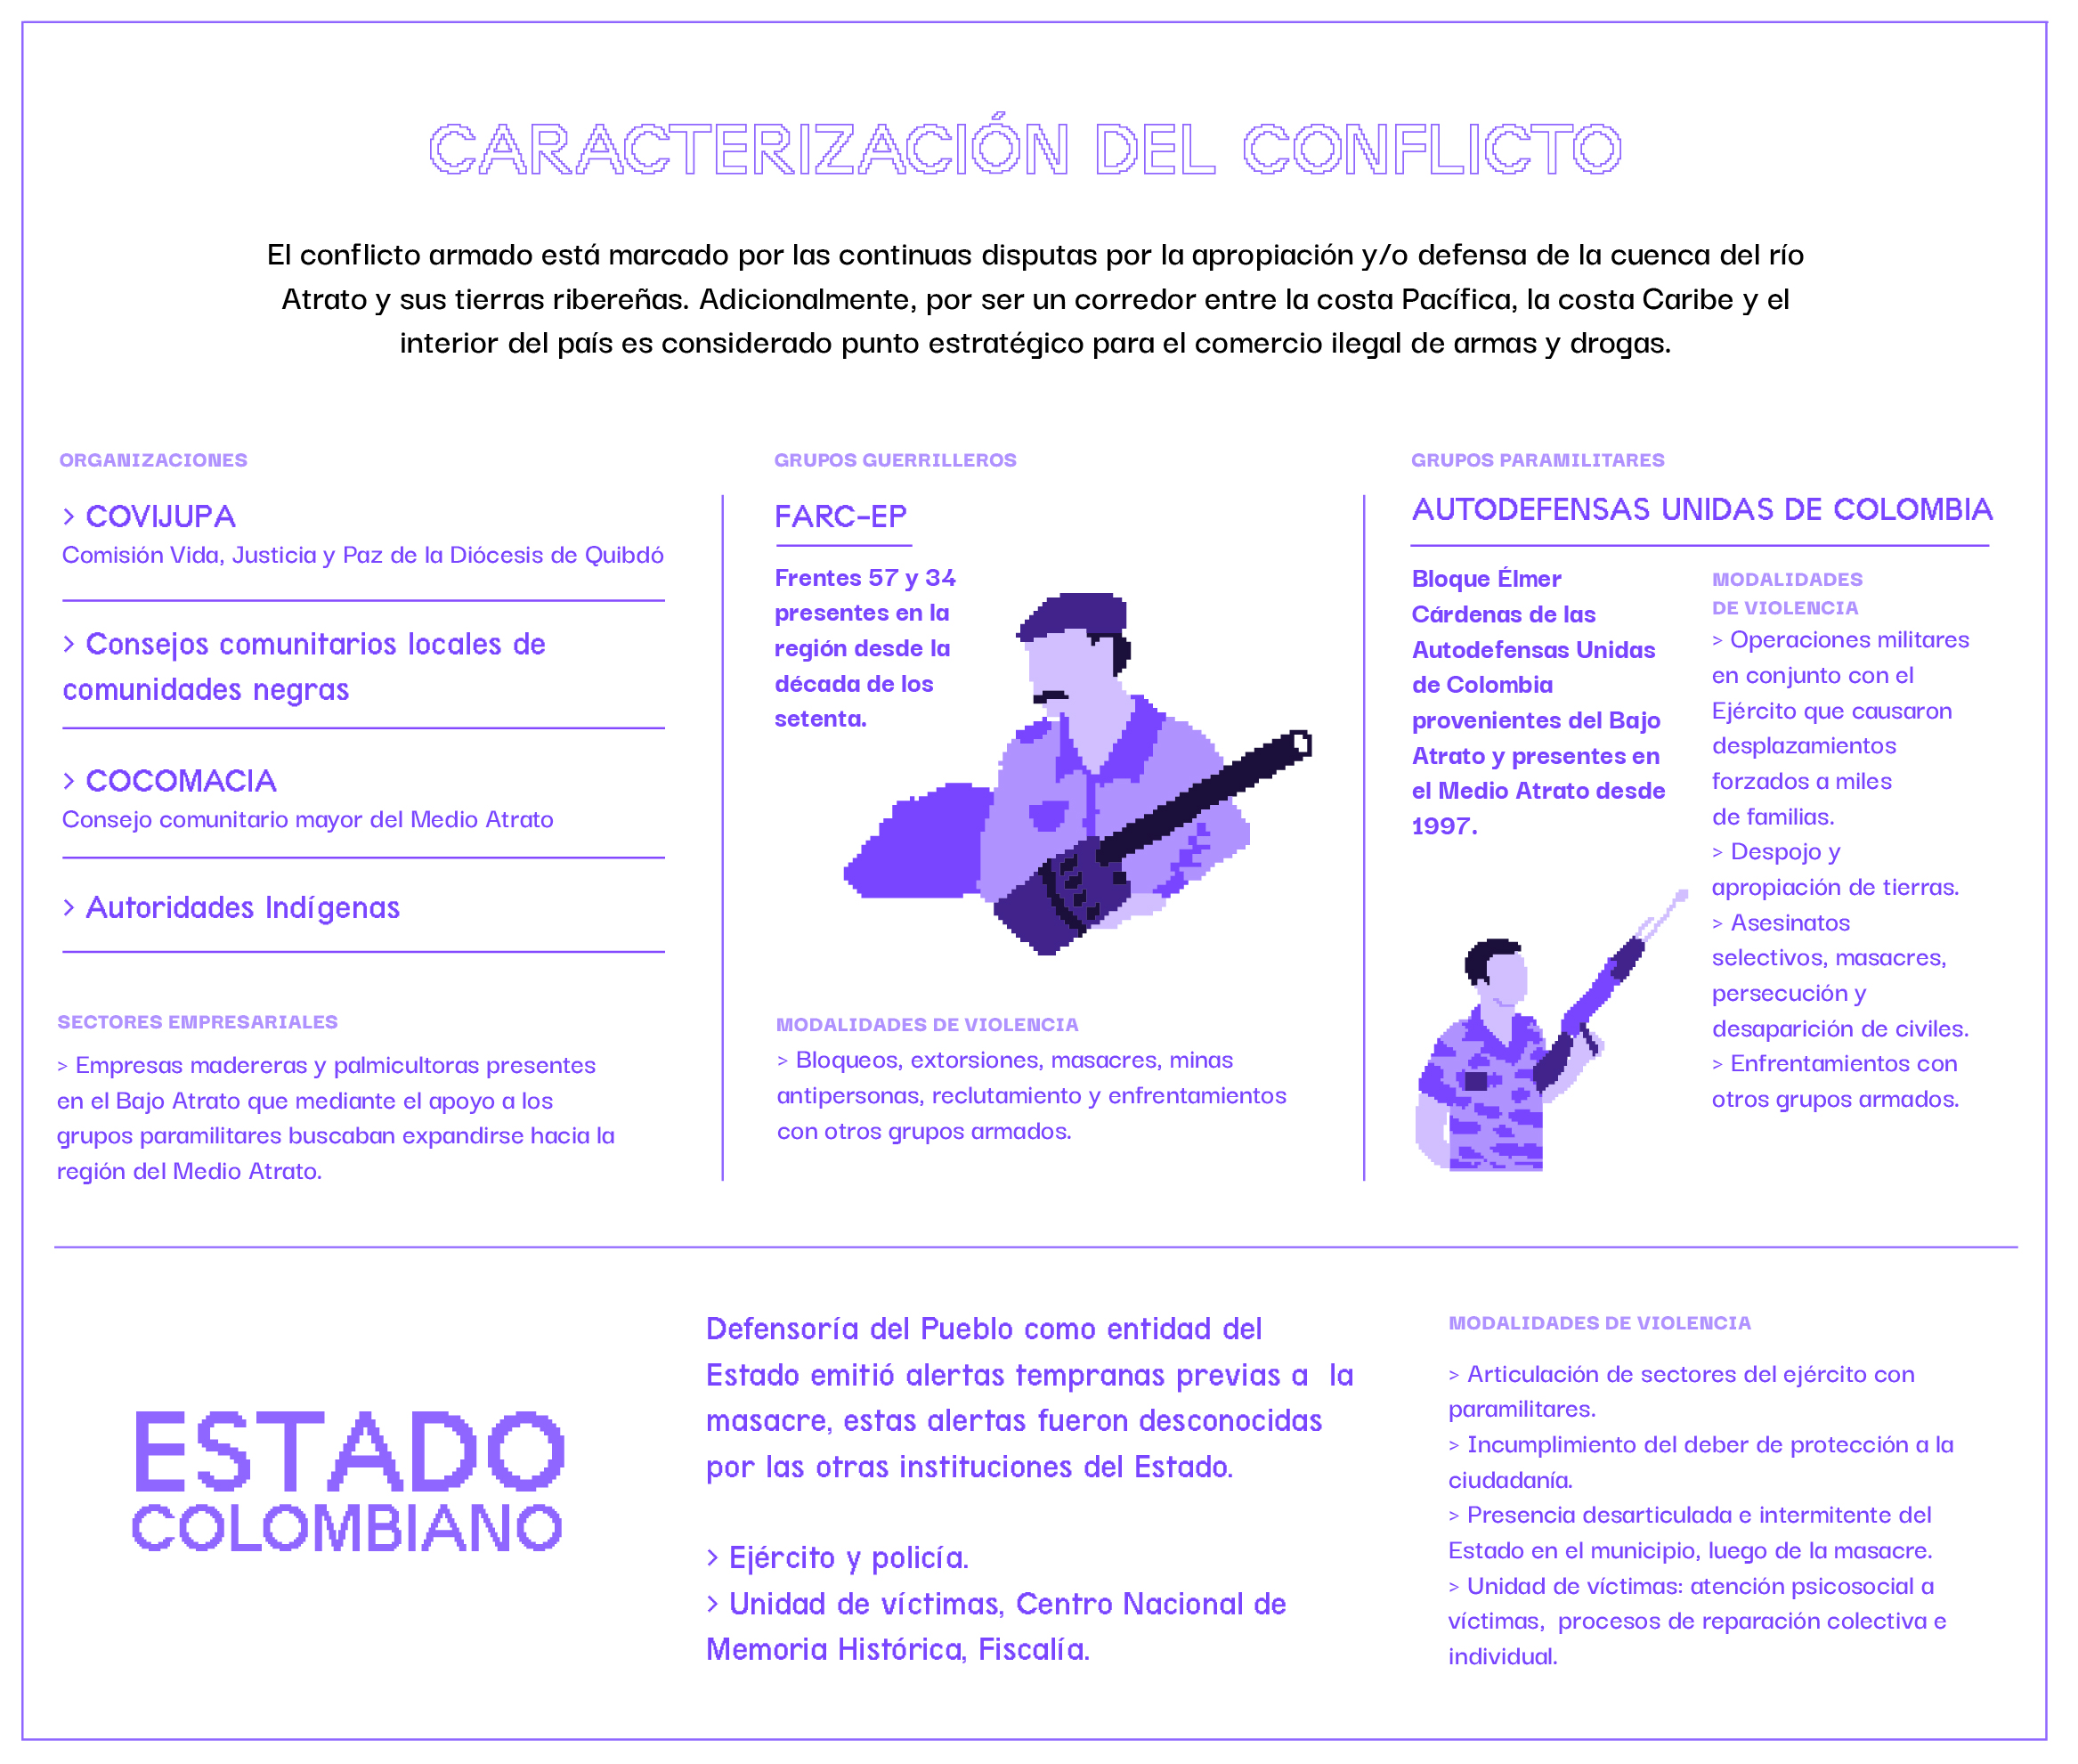 CARACTERIZACIÓN DEL CONFLICTO
El conflicto armado está marcado por las continuas disputas por la apropiación y/o defensa de la cuenca del río
Atrato y sus tierras ribereñas. Adicionalmente, por ser un corredor entre la costa Pacífica, la costa Caribe y el
interior del país es considerado punto estratégico para el comercio ilegal de armas y drogas.
ORGANIZACIONES
> COVIJUPA
Comisión Vida, Justicia y Paz de la Diócesis de Quibdó
> Consejos comunitarios locales de
comunidades negras
> COCOMACIA
Consejo comunitario mayor del Medio Atrato
> Autoridades Indígenas
SECTORES EMPRESARIALES
> Empresas madereras y palmicultoras presentes
en el Bajo Atrato que mediante el apoyo a los
grupos paramilitares buscaban expandirse hacia la
región del Medio Atrato.
GRUPOS GUERRILLEROS
FARC-EP
Frentes 57 y 34
presentes en la
región desde la
década de los
setenta.
MODALIDADES DE VIOLENCIA
> Bloqueos, extorsiones, masacres, minas
antipersonas, reclutamiento y enfrentamientos
con otros grupos armados.
GRUPOS PARAMILITARES
AUTODEFENSAS UNIDAS DE COLOMBIA
Bloque Élmer
Cárdenas de las
Autodefensas Unidas
de Colombia
provenientes del Bajo
Atrato y presentes en
el Medio Atrato desde
1997.
MODALIDADES
DE VIOLENCIA
> Operaciones militares
en conjunto con el
Ejército que causaron
desplazamientos
forzados a miles
de familias.
> Despojo y
apropiación de tierras.
> Asesinatos
selectivos, masacres,
persecución y
desaparición de civiles.
> Enfrentamientos con
otros grupos armados.
ESTADO
COLOMBIANO
Defensoría del Pueblo como entidad del
Estado emitió alertas tempranas previas a la
masacre, estas alertas fueron desconocidas
por las otras instituciones del Estado.
> Ejército y policía.
> Unidad de víctimas, Centro Nacional de
Memoria Histórica, Fiscalía.
MODALIDADES DE VIOLENCIA
> Articulación de sectores del ejército con
paramilitares.
> Incumplimiento del deber de protección a la
ciudadanía.
> Presencia desarticulada e intermitente del
Estado en el municipio, luego de la masacre.
> Unidad de víctimas: atención psicosocial a
víctimas, procesos de reparación colectiva e
individual.